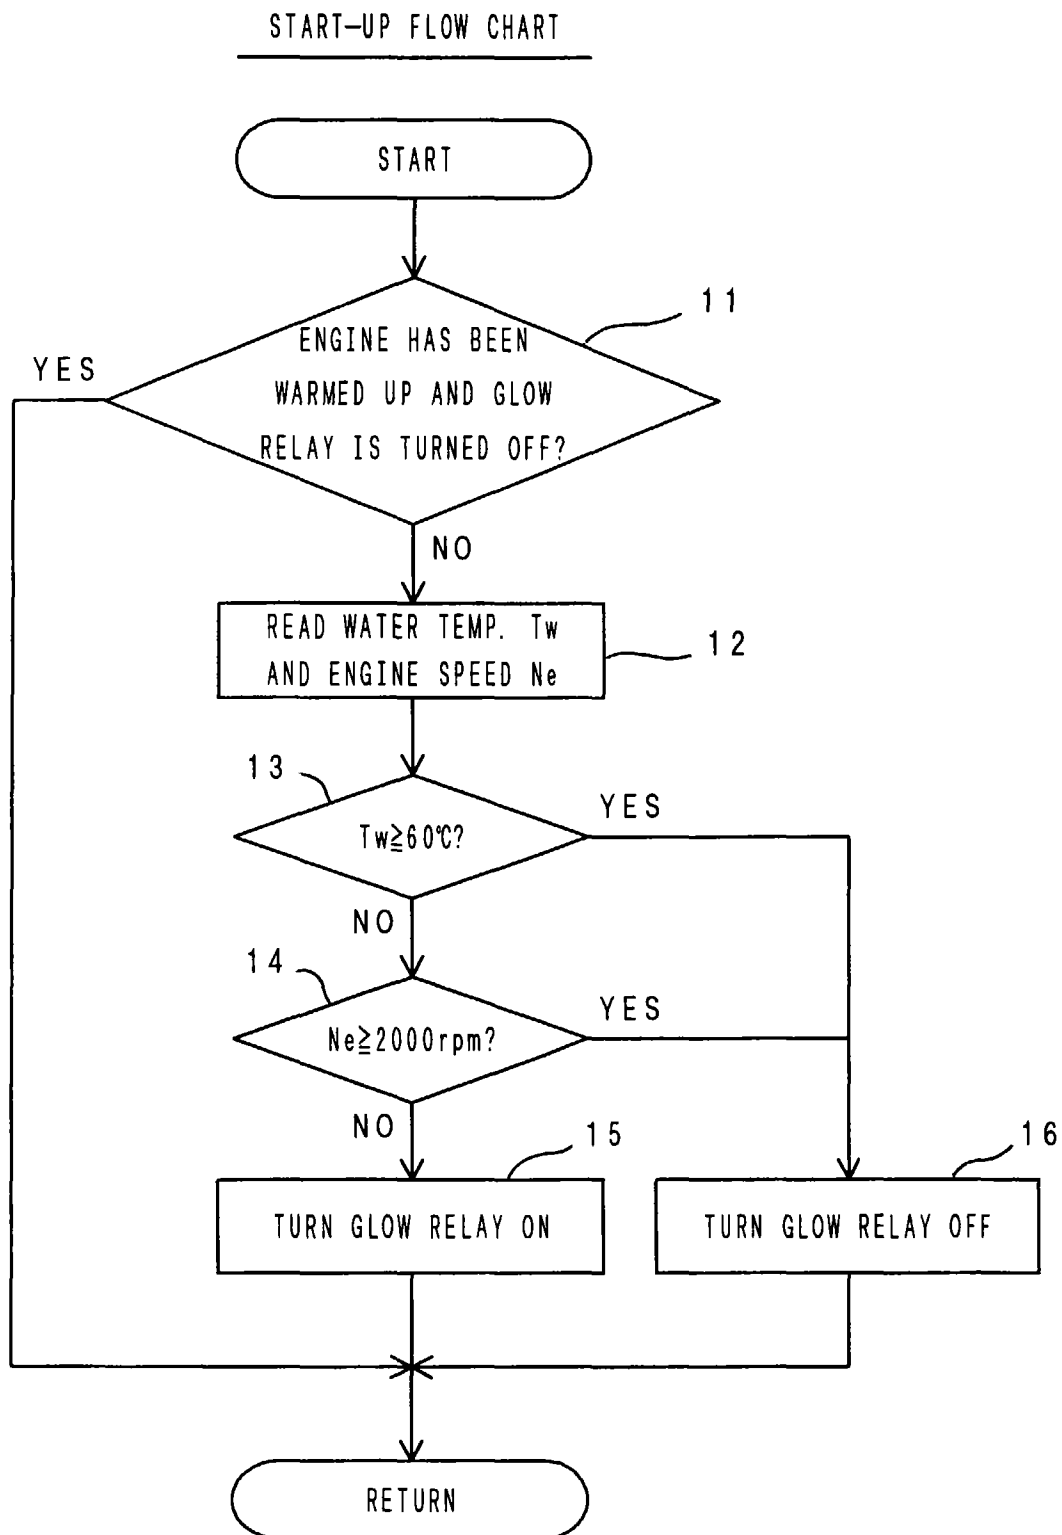 START-UP FLOW CHART
START
11
ENGINE HAS BEEN
WARMED UP AND GLOW
RELAY IS TURNED OFF?
YES
NO
READ WATER TEMP. Tw
AND ENGINE SPEED Ne
12
13
Tw≧60℃?
YES
NO
14
Ne≧2000rpm?
YES
NO
15
16
TURN GLOW RELAY ON
TURN GLOW RELAY OFF
RETURN